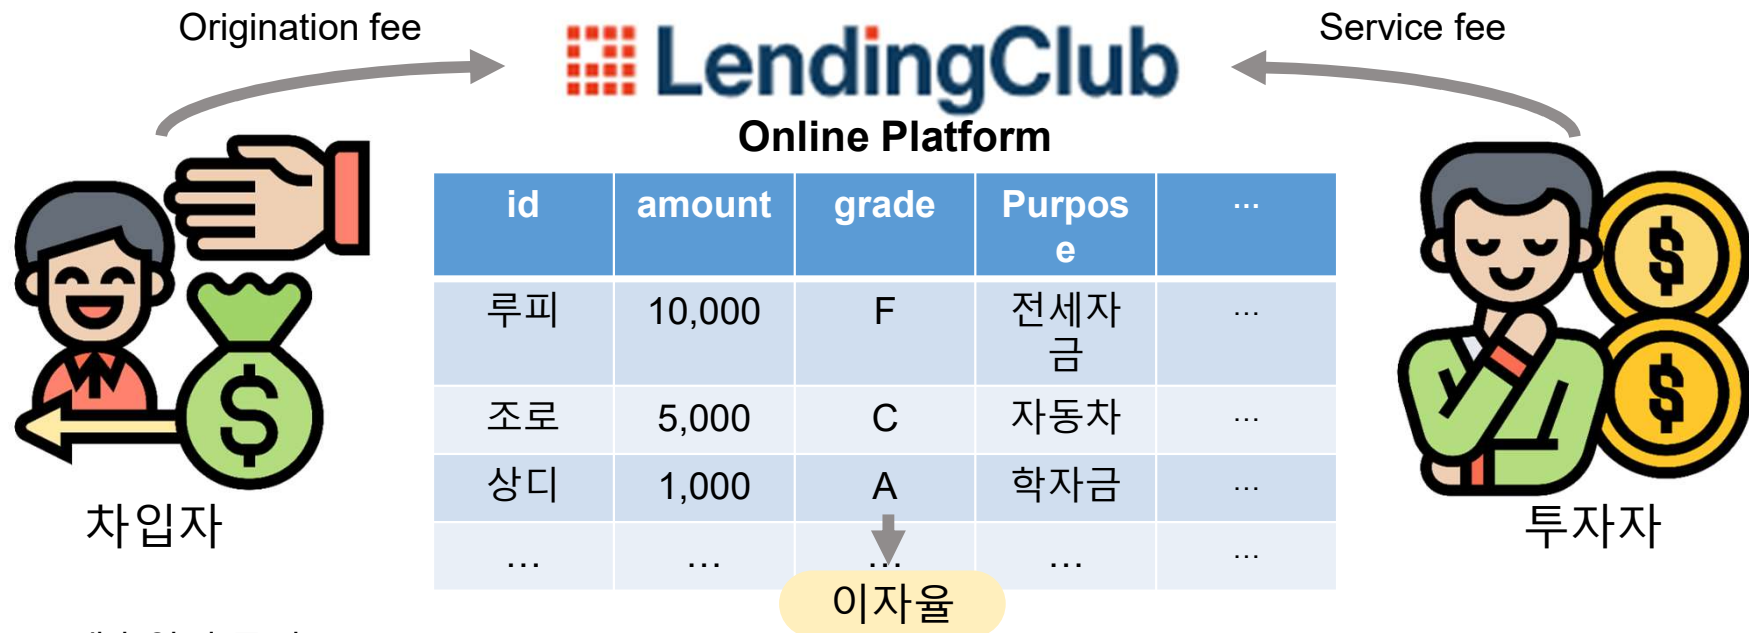 Origination fee
Service fee
LendingClub
Online Platform
id amount grade Purpos
e
…
루피 10,000 F 전세자
금
…
조로 5,000 C 자동차 …
상디 1,000 A 학자금 …
… … … … …
이자율
차입자
투자자